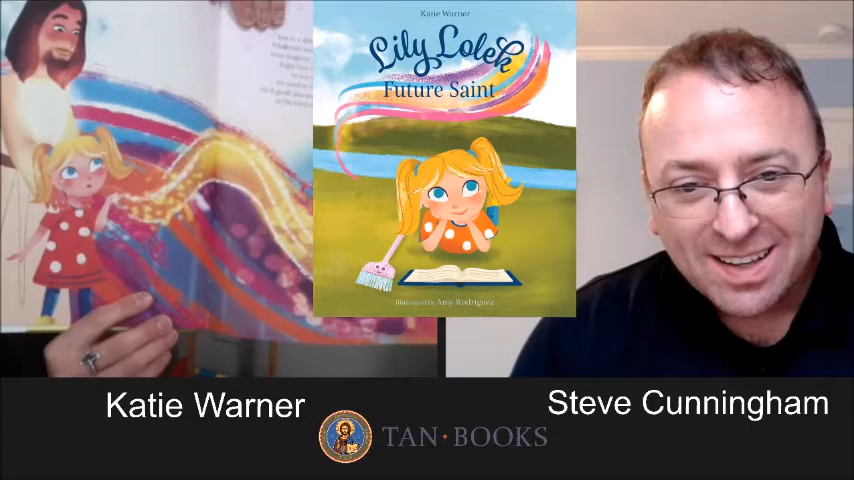 Katie Warner
Lily Lolek
Future Saint
Illustrated by Amy Rodriguez
Katie Warner
Steve Cunningham
TAN · BOOKS